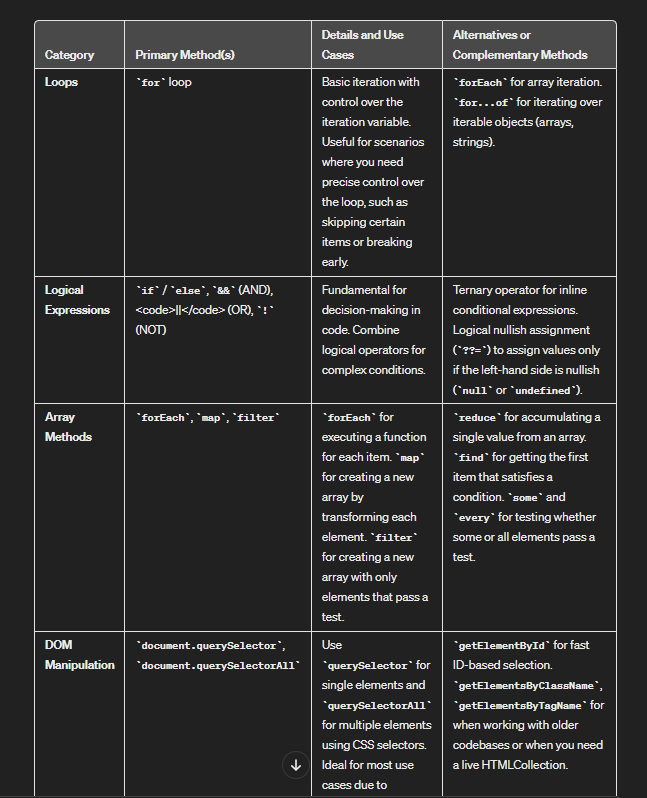 Category
Primary Method(s)
Details and Use
Cases
Alternatives or
Complementary Methods
Loops
`for` loop
Basic iteration with
control over the
iteration variable.
Useful for scenarios
where you need
precise control over
the loop, such as
skipping certain
items or breaking
early.
`forEach` for array iteration.
`for...of` for iterating over
iterable objects (arrays,
strings).
Logical
Expressions
`if` / `else`, `&&` (AND),
<code>||</code> (OR), `!`
(NOT)
Fundamental for
decision-making in
code. Combine
logical operators for
complex conditions.
Ternary operator for inline
conditional expressions.
Logical nullish assignment
(`??=`) to assign values only
if the left-hand side is nullish
(`null` or `undefined`).
Array
Methods
`forEach`, `map`, `filter`
`forEach` for
executing a function
for each item. `map`
for creating a new
array by
transforming each
element. `filter`
for creating a new
array with only
elements that pass a
test.
`reduce` for accumulating a
single value from an array.
`find` for getting the first
item that satisfies a
condition. `some` and
`every` for testing whether
some or all elements pass a
test.
DOM
Manipulation
`document.querySelector`,
`document.querySelectorAll`
Use
`querySelector` for
single elements and
`querySelectorAll`
for multiple elements
using CSS selectors.
Ideal for most use
cases due to
`getElementById` for fast
ID-based selection.
`getElementsByClassName`,
`getElementsByTagName` for
when working with older
codebases or when you need
a live HTMLCollection.